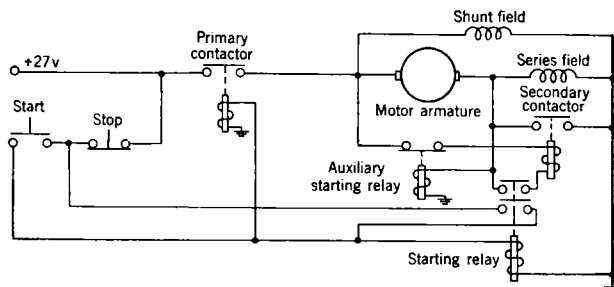 Shunt field
Primary
contactor
+27v
Series field
Motor armature
Secondary
contactor
Start
Stop
Auxiliary
starting relay
Starting relay